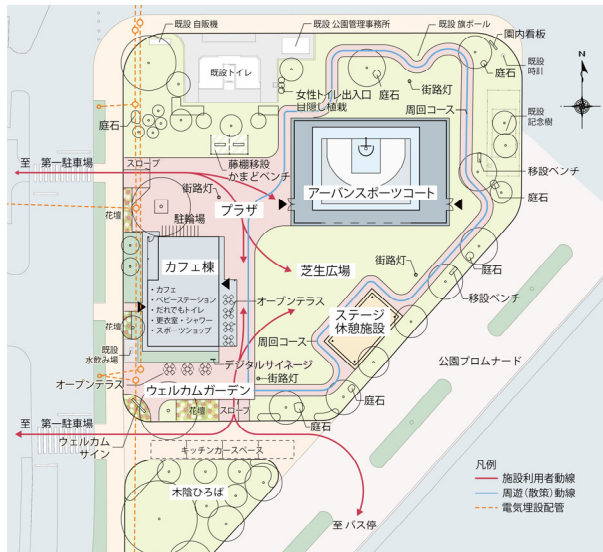 既設 自販機
既設 公園管理事務所
既設 旗ポール
園内看板
N
既設
時計
既設トイレ
庭石
庭石
街路灯
女性トイレ出入口
目隠し植栽
周回コース
既設
記念樹
庭石
藤棚移設
かまどベンチ
至 第一駐車場
スロープ
アーバンスポーツコート
移設ベンチ
街路灯
プラザ
庭石
花壇
駐輪場
カフェ棟
芝生広場
街路灯
庭石
・カフェ
・ベビーステーション
・だれでもトイレ
・更衣室・シャワー
・スポーツショップ
オープンテラス
移設ベンチ
ステージ
休憩施設
花壇
周回コース
既設
水飲み場
デジタルサイネージ
公園プロムナード
オープンテラス
街路灯
ウェルカムガーデン
庭石
花壇
スロープ
至 第一駐車場
庭石
ウェルカム
サイン
キッチンカースペース
木陰ひろば
凡例
施設利用者動線
周遊（散策）動線
電気埋設配管
至 バス停